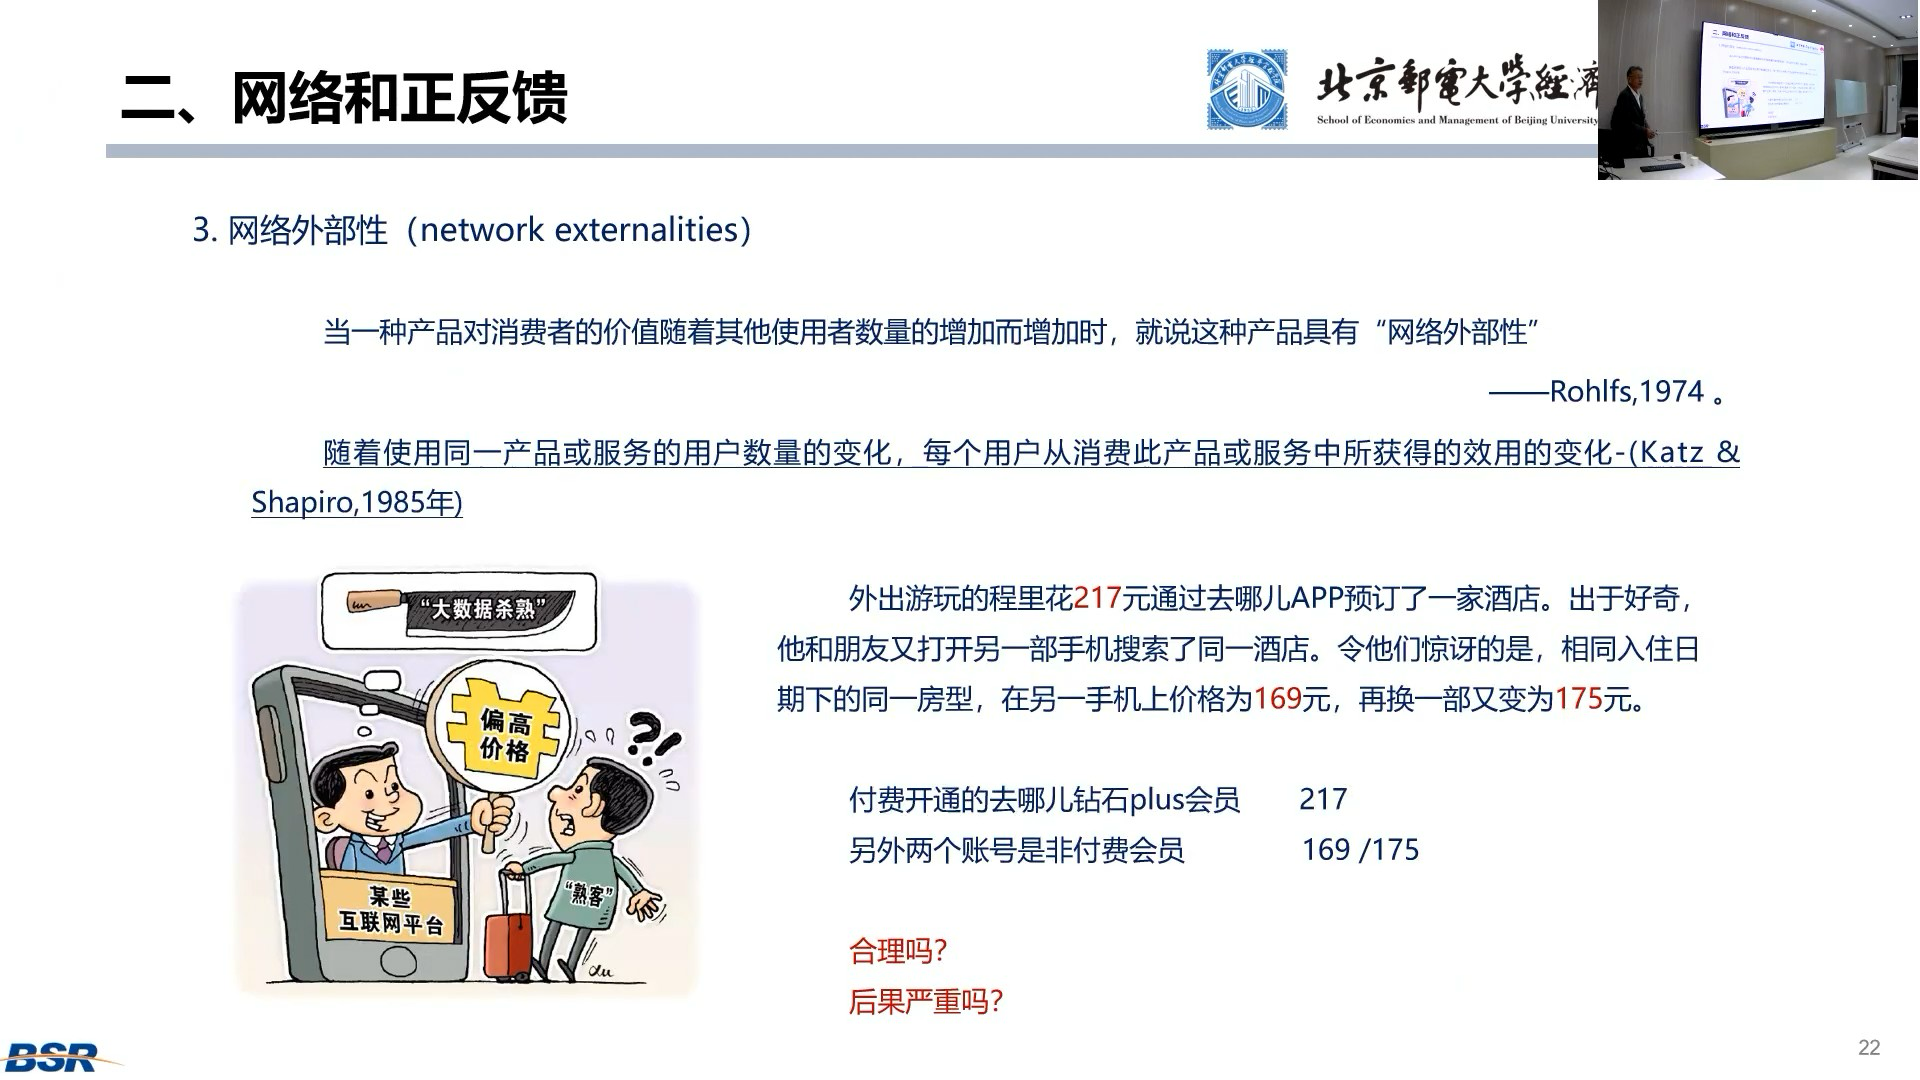 二、网络和正反馈
北京郵電大学經濟
School of Economics and Management of Beijing University
3. 网络外部性（network externalities）
当一种产品对消费者的价值随着其他使用者数量的增加而增加时，就说这种产品具有“网络外部性”
——Rohlfs,1974 。
随着使用同一产品或服务的用户数量的变化，每个用户从消费此产品或服务中所获得的效用的变化-(Katz &
Shapiro,1985年)
“大数据杀熟”
偏高
价格
?!
“熟客”
某些
互联网平台
du
外出游玩的程里花217元通过去哪儿APP预订了一家酒店。出于好奇，
他和朋友又打开另一部手机搜索了同一酒店。令他们惊讶的是，相同入住日
期下的同一房型，在另一手机上价格为169元，再换一部又变为175元。
付费开通的去哪儿钻石plus会员 217
另外两个账号是非付费会员 169 /175
合理吗？
后果严重吗？
BSR
22